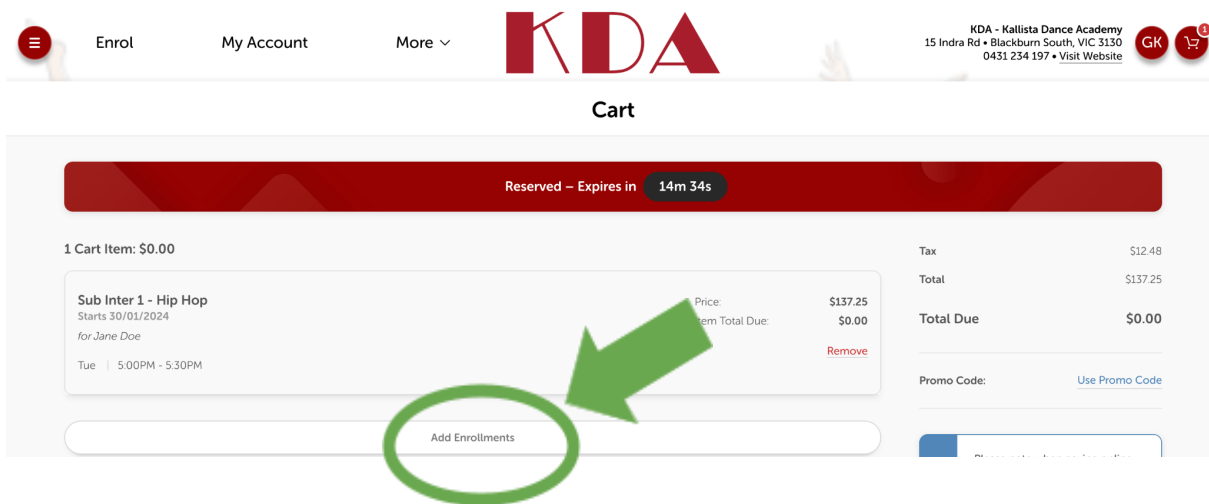 Enrol
My Account
More
KDA
KDA - Kallista Dance Academy
15 Indra Rd • Blackburn South, VIC 3130
0431 234 197 • Visit Website
GK
1
Cart
Reserved – Expires in 14m 34s
1 Cart Item: $0.00
Sub Inter 1 - Hip Hop
Starts 30/01/2024
for Jane Doe
Tue | 5:00PM - 5:30PM
Price: $137.25
Item Total Due: $0.00
Remove
Add Enrollments
Tax $12.48
Total $137.25
Total Due $0.00
Promo Code: Use Promo Code